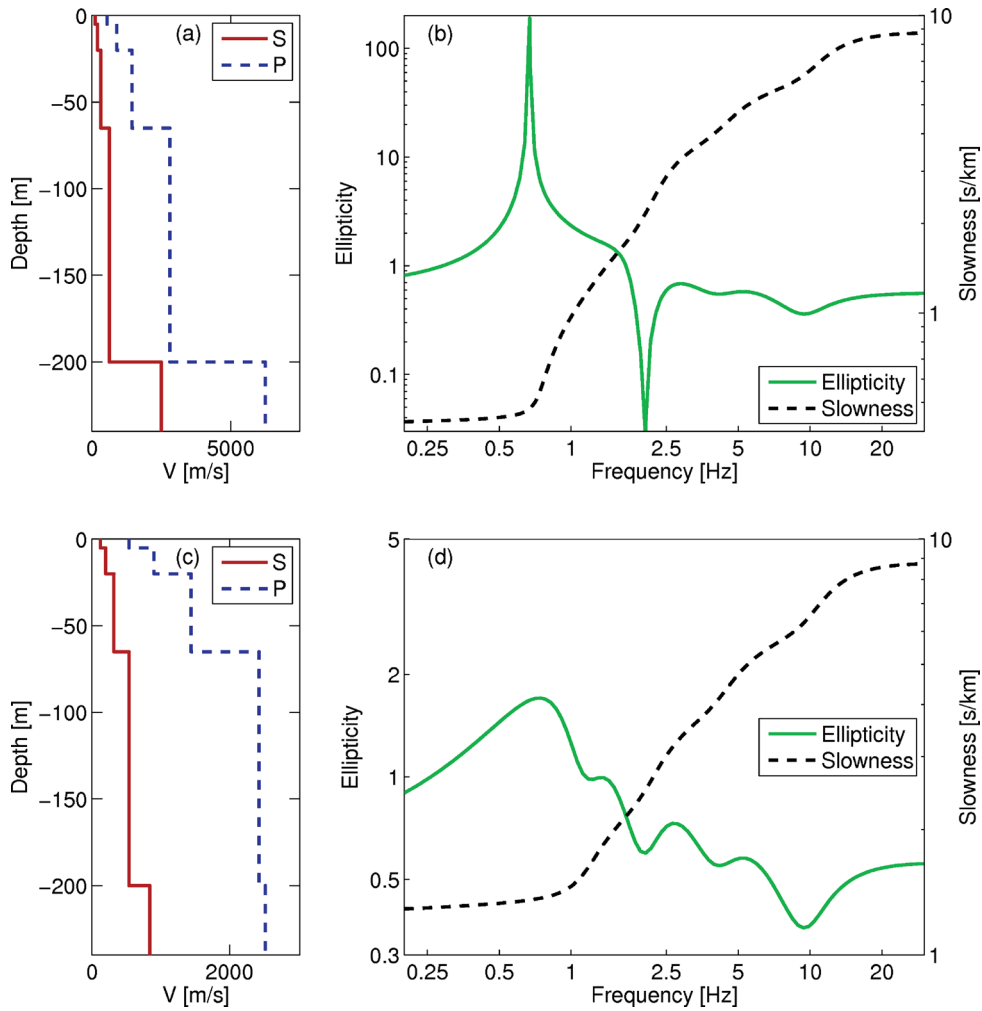 (a)
S
P
0
−50
−100
−150
−200
Depth [m]
0
5000
V [m/s]
(b)
100
10
1
0.1
Ellipticity
10
1
Slowness [s/km]
Ellipticity
Slowness
0.25
0.5
1
2.5
5
10
20
Frequency [Hz]
(c)
S
P
0
−50
−100
−150
−200
Depth [m]
0
2000
V [m/s]
(d)
5
2
1
0.5
0.3
Ellipticity
10
1
Slowness [s/km]
Ellipticity
Slowness
0.25
0.5
1
2.5
5
10
20
Frequency [Hz]